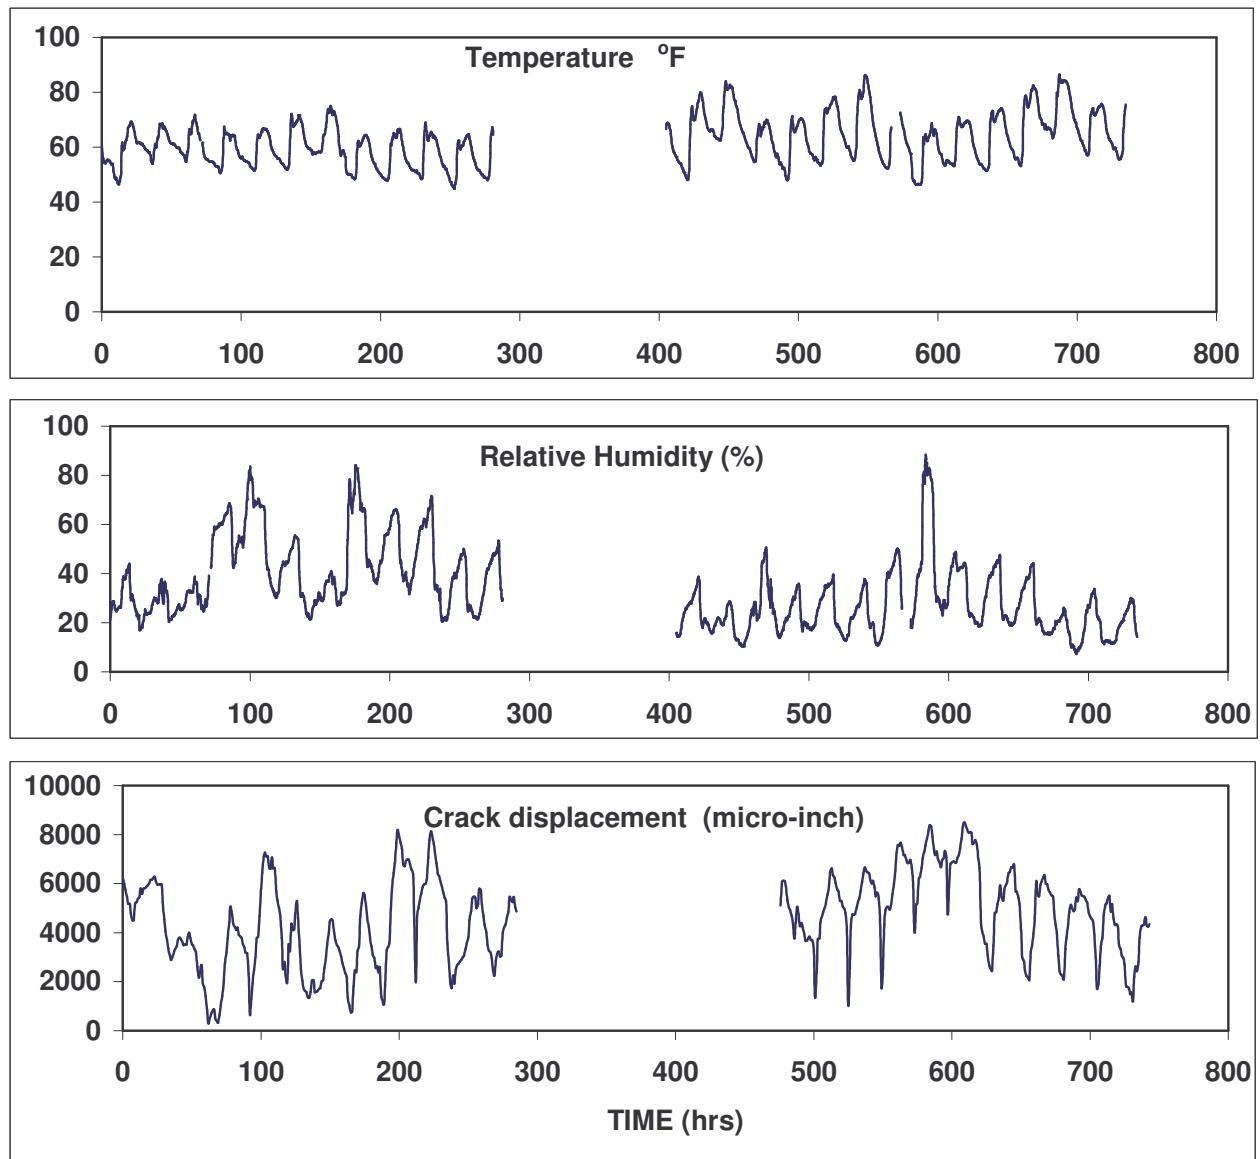 Temperature °F
100
80
60
40
20
0
0 100 200 300 400 500 600 700 800
Relative Humidity (%)
100
80
60
40
20
0
0 100 200 300 400 500 600 700 800
Crack displacement (micro-inch)
10000
8000
6000
4000
2000
0
0 100 200 300 400 500 600 700 800
TIME (hrs)